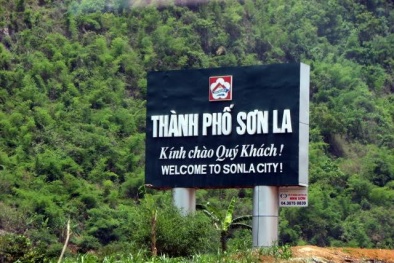 THÀNH PHỐ SƠN LA
Kính chào Quý Khách!
WELCOME TO SONLA CITY!